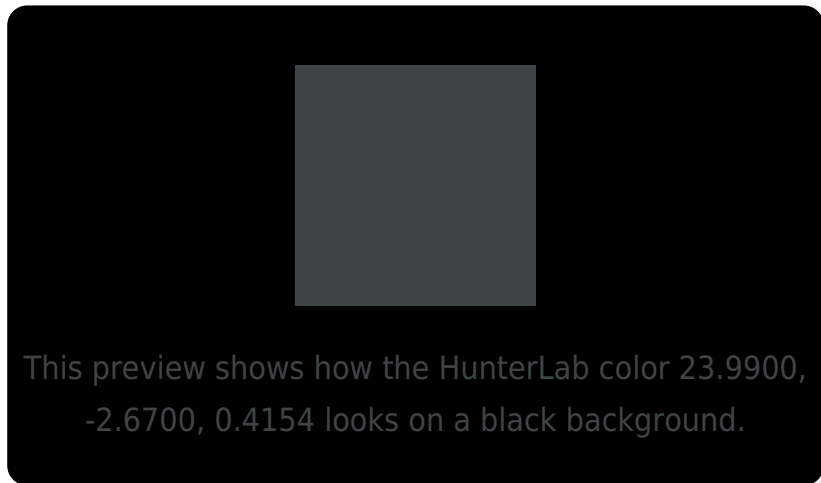 This preview shows how the HunterLab color 23.9900,
-2.6700, 0.4154 looks on a black background.